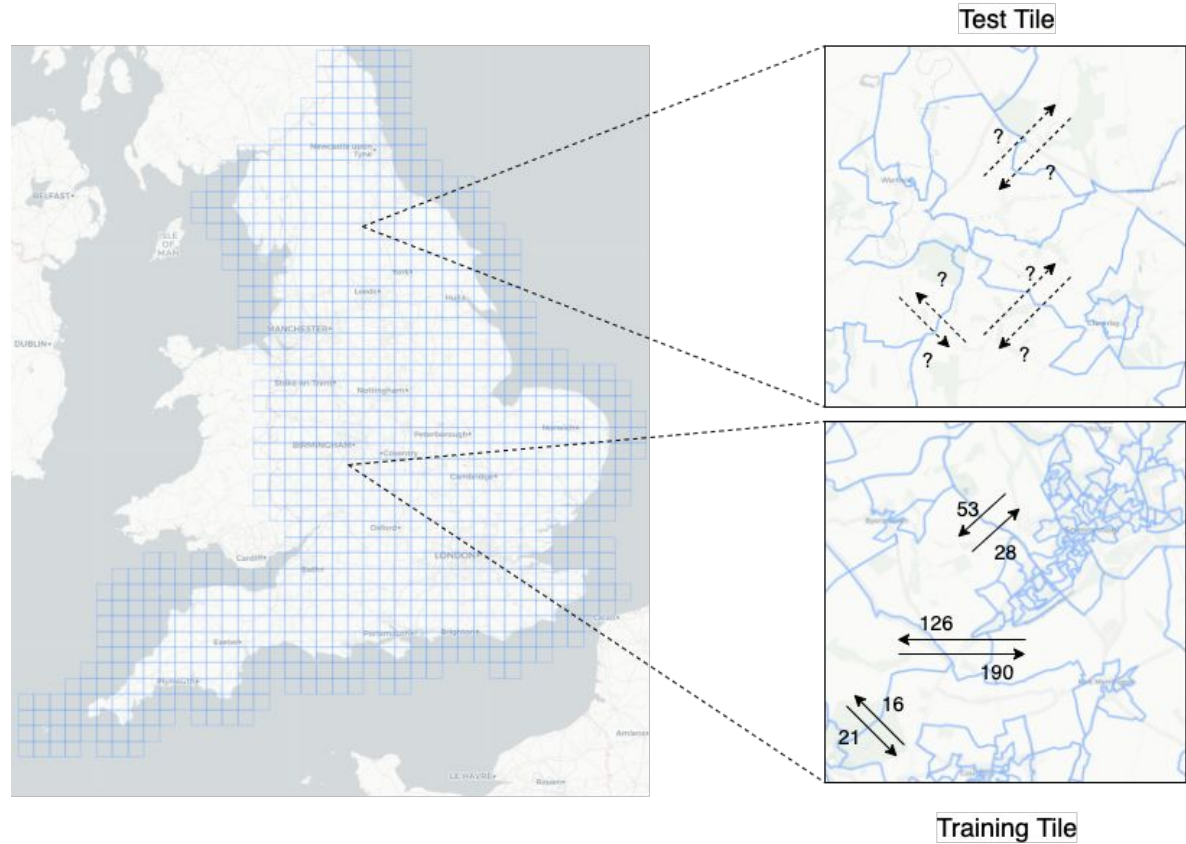 Test Tile
Newcastle upon
Tyne
BELFAST
ISLE
OF
MAN
York
Leeds
Hull
MANCHESTER
DUBLIN
Stoke on Trent
Nottingham
Norwich
BIRMINGHAM
Peterborough
Coventry
Cambridge
Oxford
Cardiff
LONDON
Calais
Portsmouth
Brighton
Exeter
Plymouth
Amiens
LE HAVRE
Rouen
?
?
?
?
?
?
53
28
126
190
16
21
Training Tile